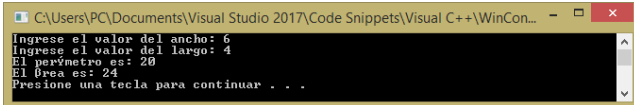 C:\Users\PC\Documents\Visual Studio 2017\Code Snippets\Visual C++\WinCon...
Ingrese el valor del ancho: 6
Ingrese el valor del largo: 4
El perýmetro es: 20
El ßrea es: 24
Presione una tecla para continuar . . .